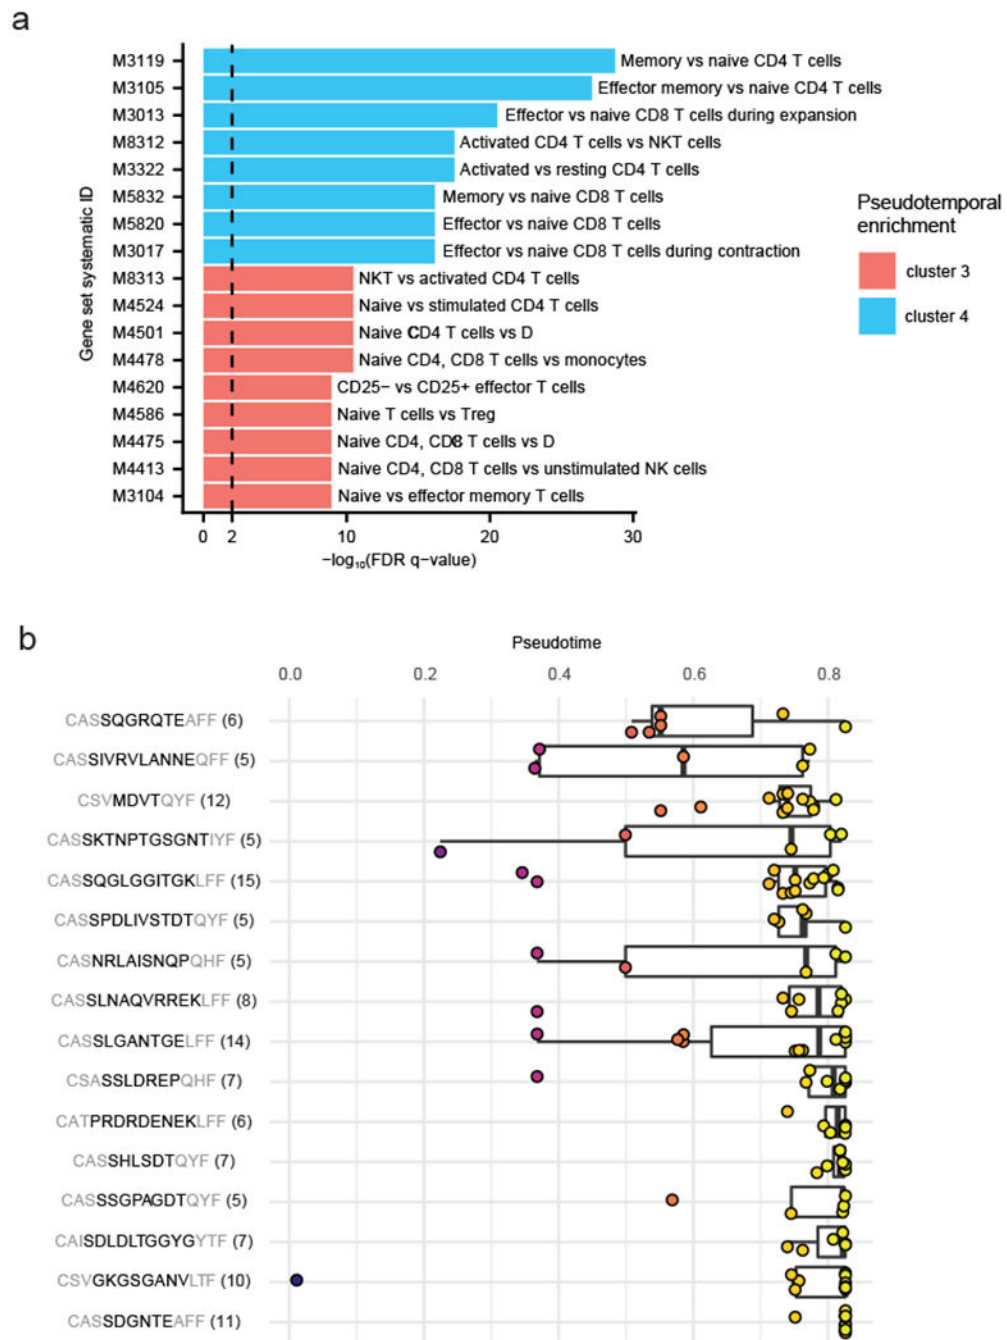 a
M3119 Memory vs naive CD4 T cells
M3105 Effector memory vs naive CD4 T cells
M3013 Effector vs naive CD8 T cells during expansion
M8312 Activated CD4 T cells vs NKT cells
M3322 Activated vs resting CD4 T cells
M5832 Memory vs naive CD8 T cells
M5820 Effector vs naive CD8 T cells
M3017 Effector vs naive CD8 T cells during contraction
M8313 NKT vs activated CD4 T cells
M4524 Naive vs stimulated CD4 T cells
M4501 Naive CD4 T cells vs D
M4478 Naive CD4, CD8 T cells vs monocytes
M4620 CD25− vs CD25+ effector T cells
M4586 Naive T cells vs Treg
M4475 Naive CD4, CD8 T cells vs D
M4413 Naive CD4, CD8 T cells vs unstimulated NK cells
M3104 Naive vs effector memory T cells
Gene set systematic ID
0 2 10 20 30
−log₁₀(FDR q−value)
Pseudotemporal
enrichment
cluster 3
cluster 4
b
Pseudotime
0.0 0.2 0.4 0.6 0.8
CASSQGRQTEAFF (6)
CASSIVRVLANNEQFF (5)
CSVMDVTQYF (12)
CASSKTNPTGSGNTIYF (5)
CASSQGLGGITGKLFF (15)
CASSPDLIVSTDTQYF (5)
CASNRLAISNQPQHF (5)
CASSLNAQVRREKLFF (8)
CASSLGANTGELFF (14)
CSASSLDREPQHF (7)
CATPRDRDENEKLFF (6)
CASSHLSDTQYF (7)
CASSSGPAGDTQYF (5)
CAISDLDLTGGYGYTF (7)
CSVGKGSGANVLTF (10)
CASSDGNTEAFF (11)